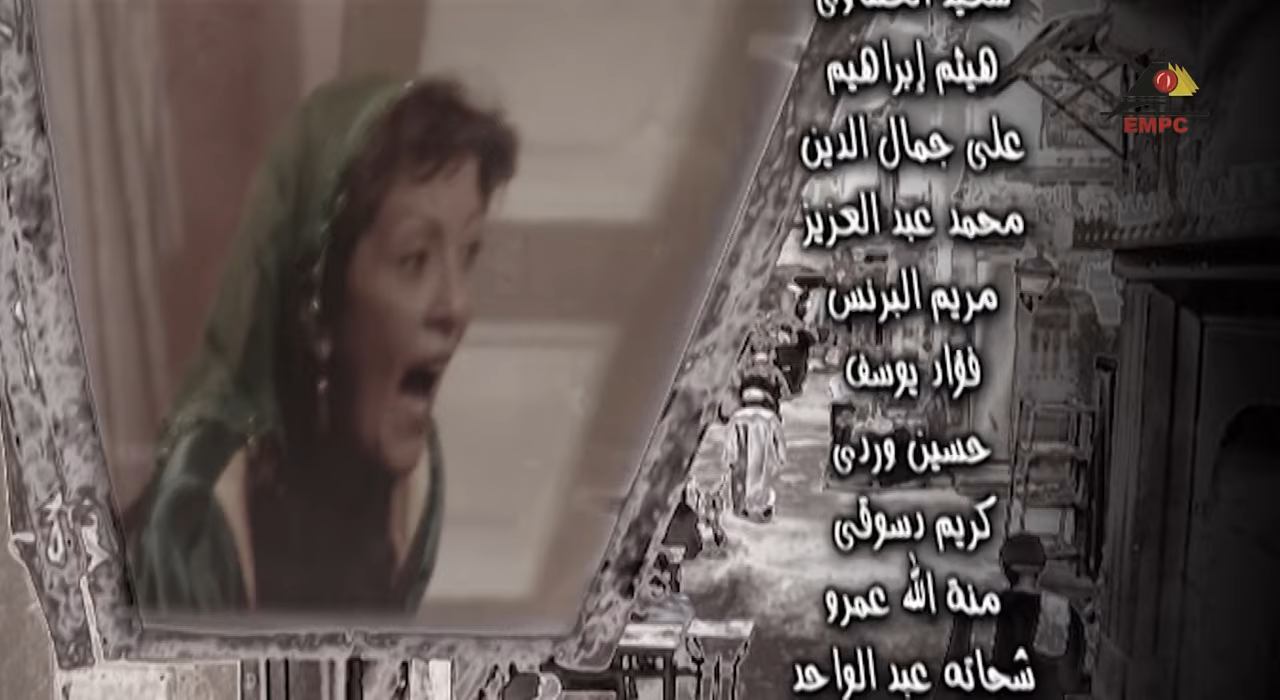 هيثم إبراهيم
على جمال الدين
محمد عبد العزيز
مريم البرنس
فؤاد يوسف
حسين وردى
كريم دسوقى
منة الله عمرو
شحاته عبد الواحد
EMPC